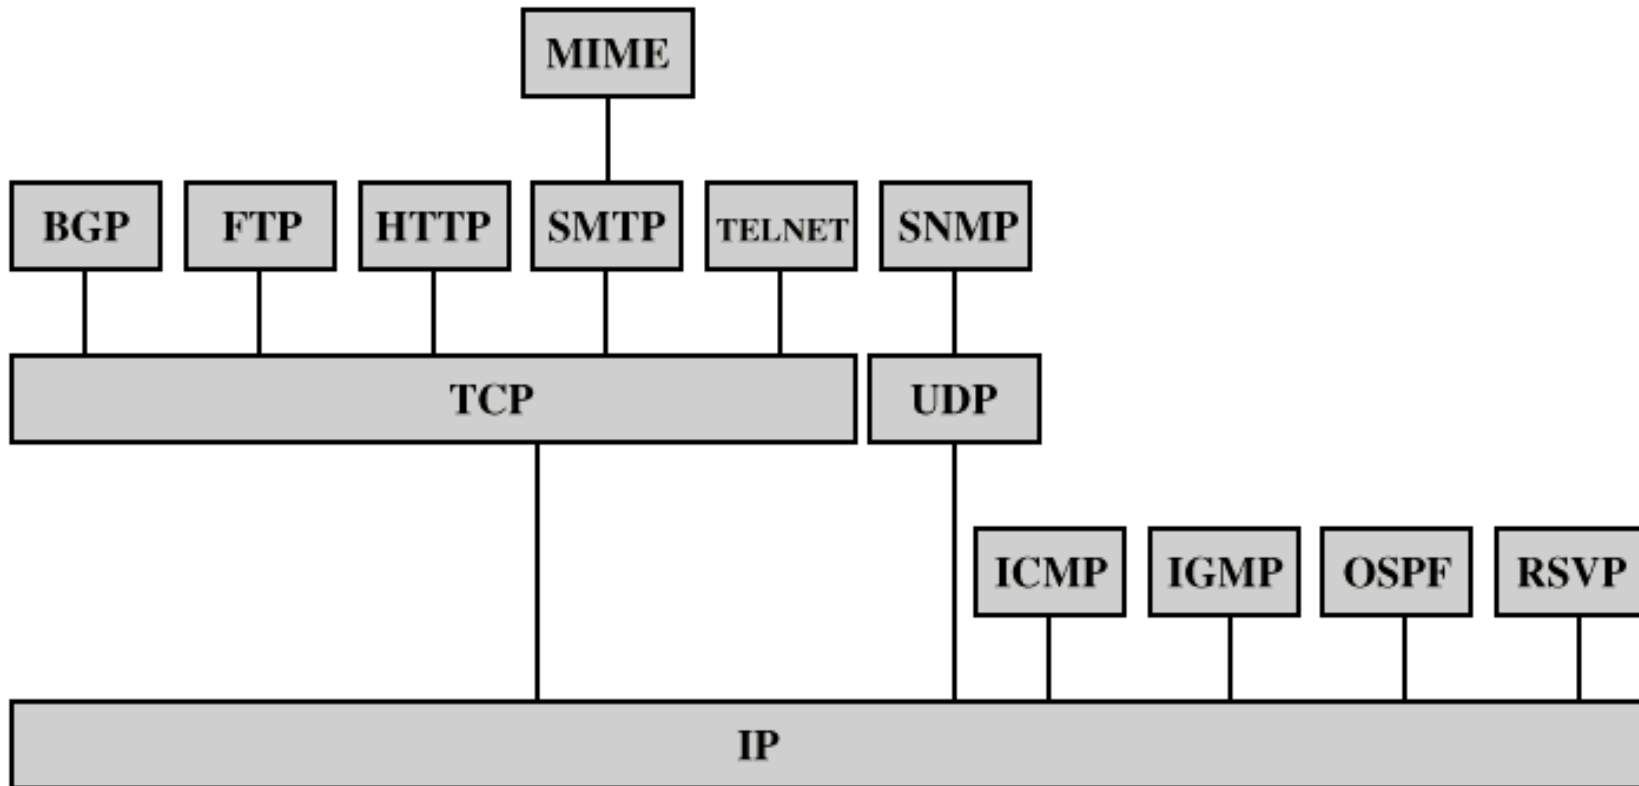 MIME
BGP FTP HTTP SMTP TELNET SNMP
TCP UDP
ICMP IGMP OSPF RSVP
IP